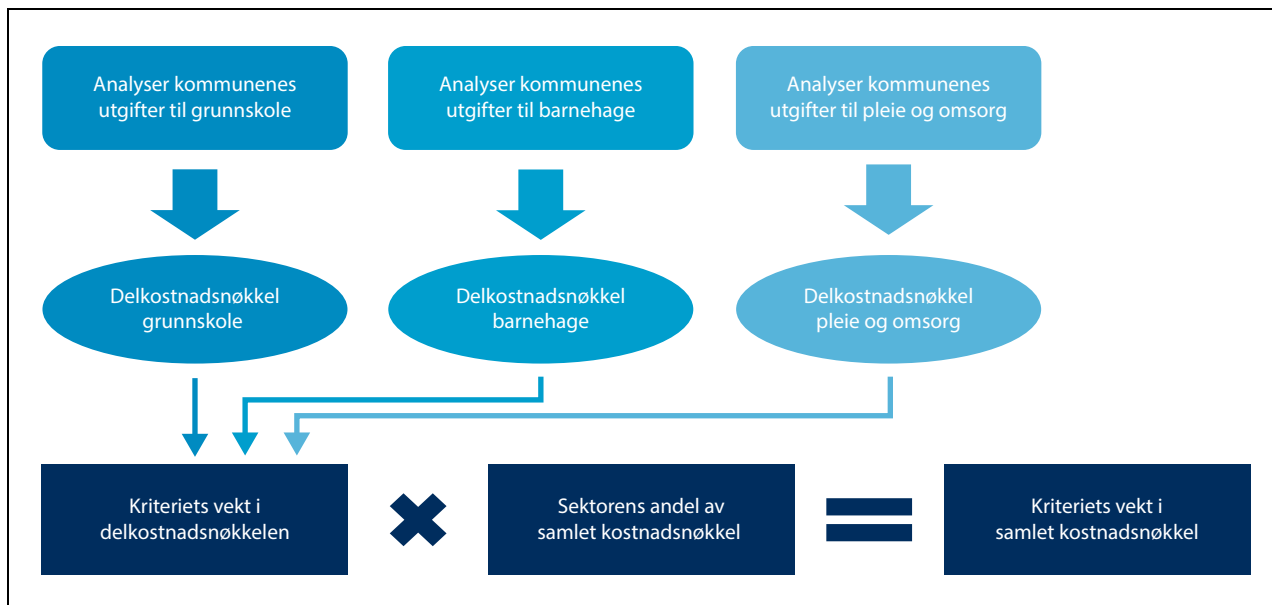 Analyser kommunenes
utgifter til grunnskole
Analyser kommunenes
utgifter til barnehage
Analyser kommunenes
utgifter til pleie og omsorg
Delkostnadsnøkkel
grunnskole
Delkostnadsnøkkel
barnehage
Delkostnadsnøkkel
pleie og omsorg
Kriteriets vekt i
delkostnadsnøkkelen
Sektorens andel av
samlet kostnadsnøkkel
Kriteriets vekt i
samlet kostnadsnøkkel